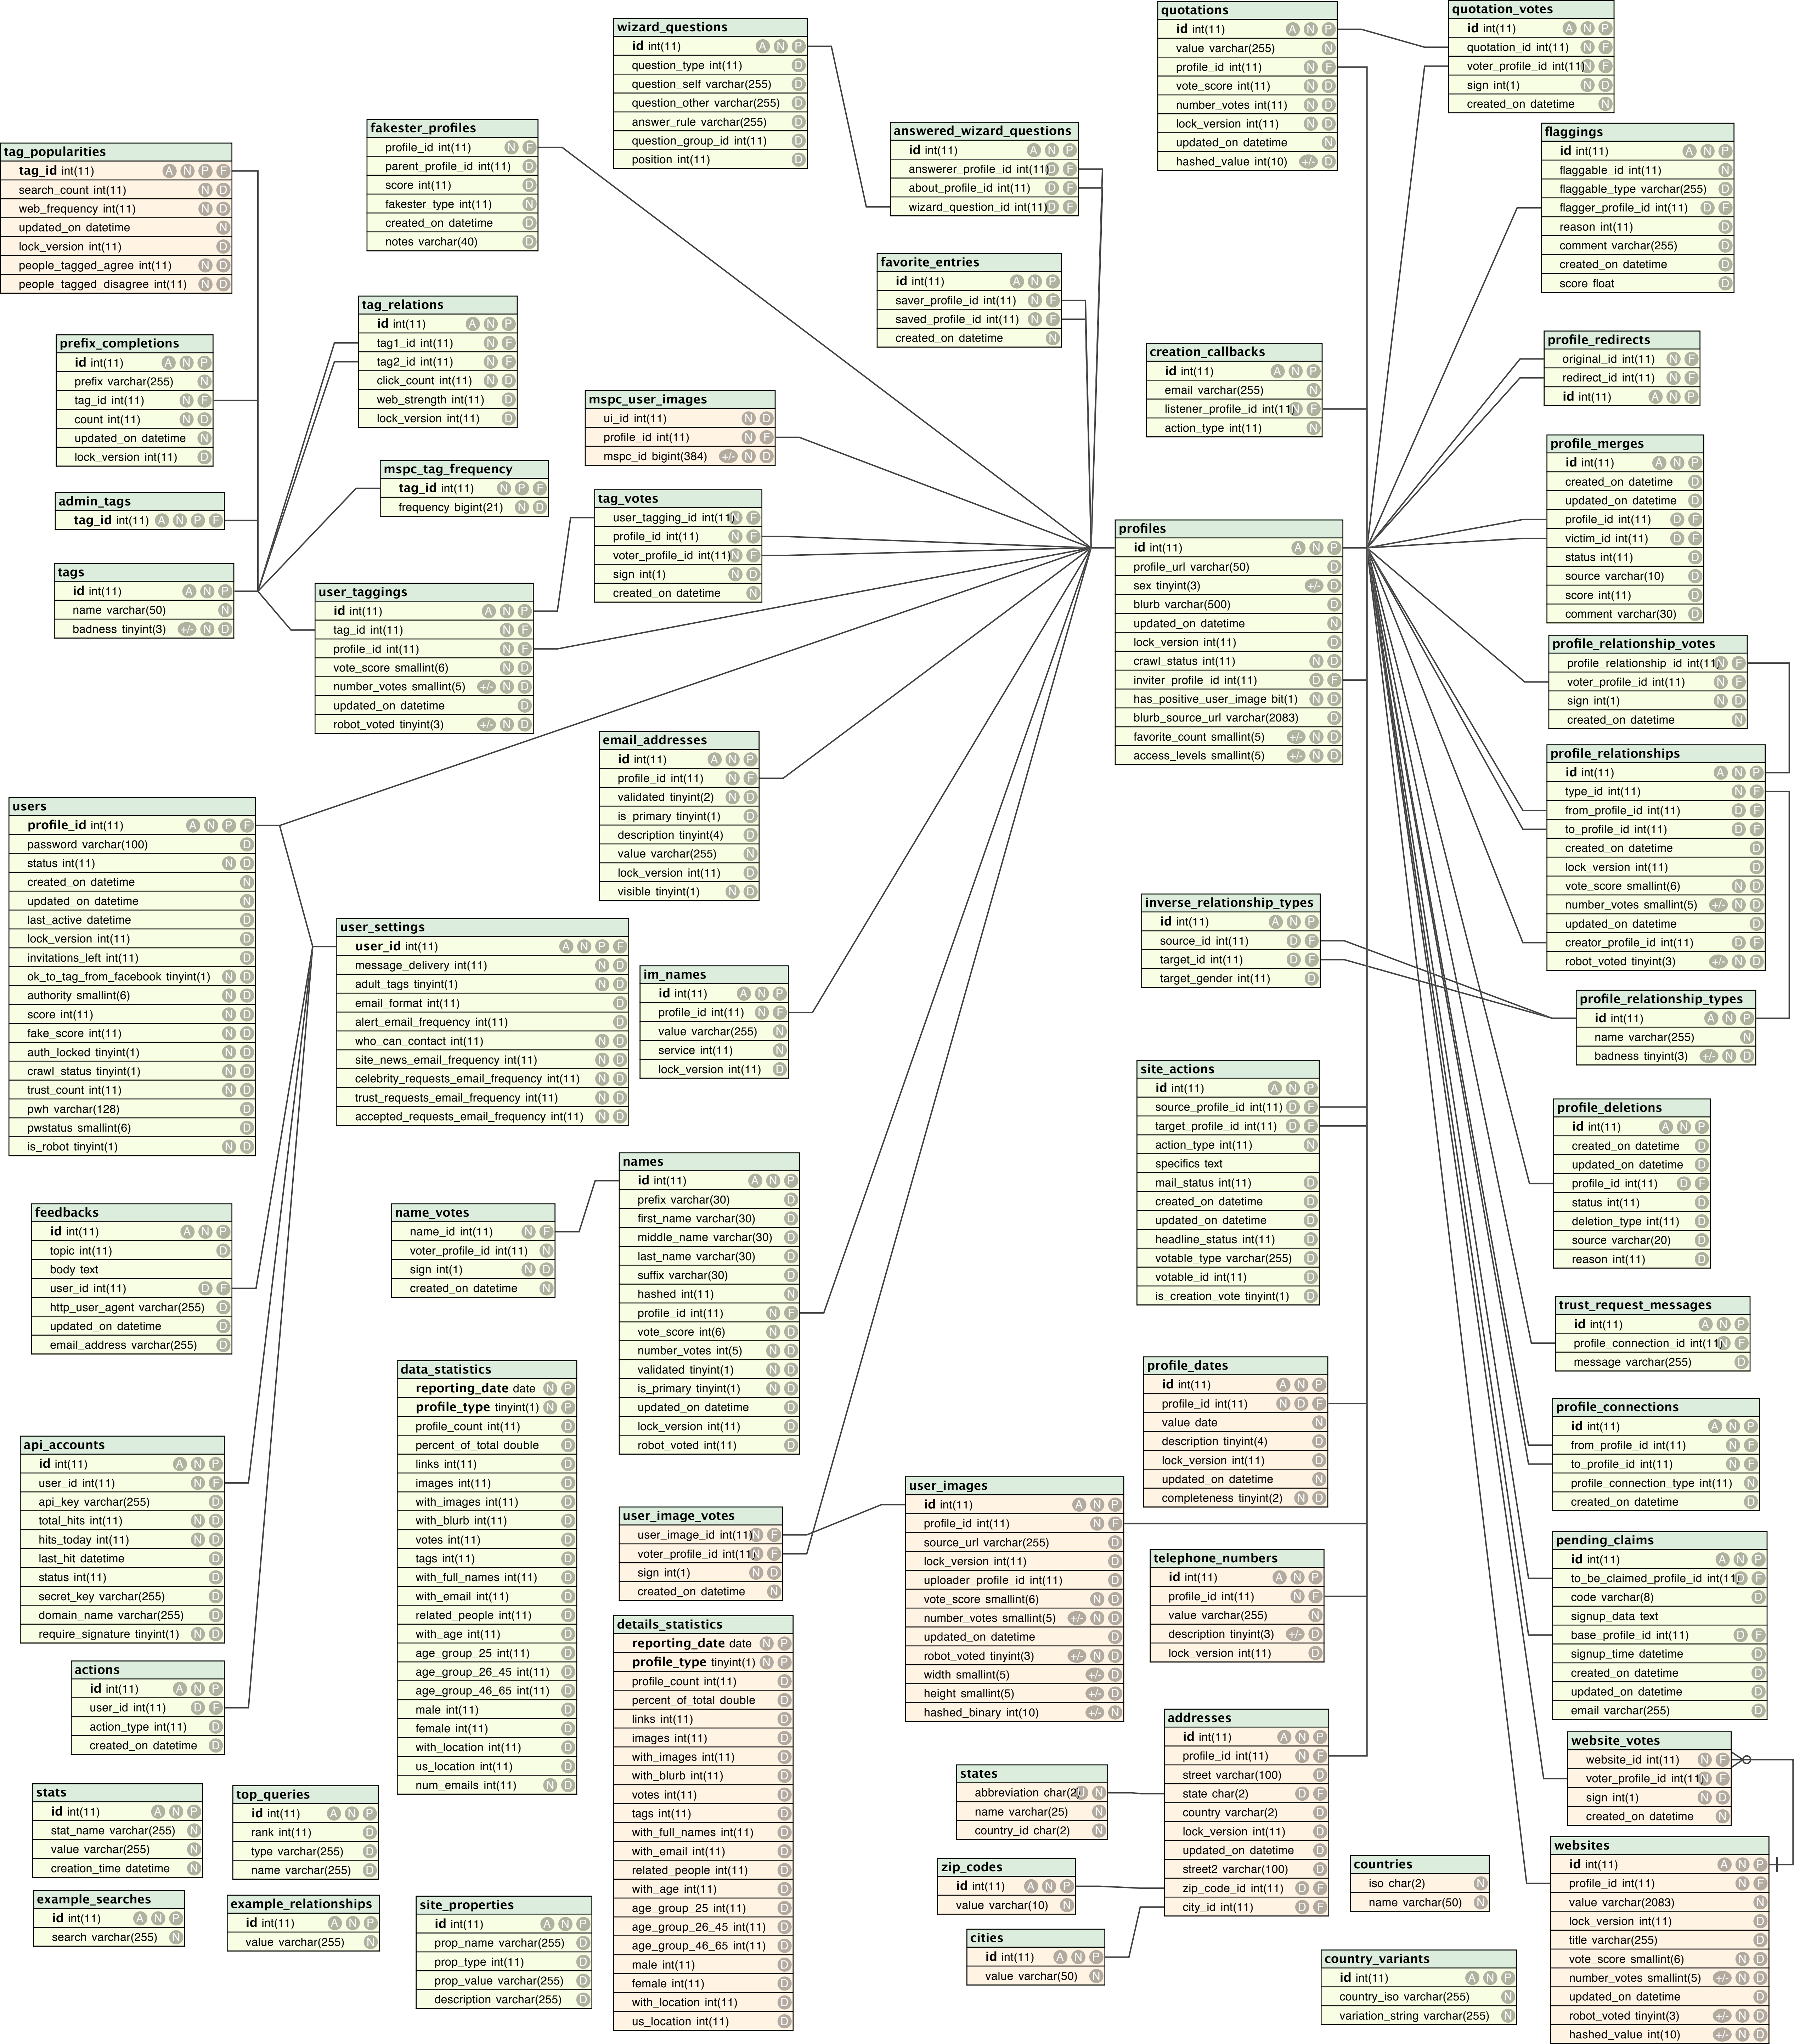 wizard_questions
id int(11) A N P
question_type int(11) D
question_self varchar(255) D
question_other varchar(255) D
answer_rule varchar(255) D
question_group_id int(11) D
position int(11) D
quotations
id int(11) A N P
value varchar(255) N
profile_id int(11) N F
vote_score int(11) N D
number_votes int(11) N D
lock_version int(11) N D
updated_on datetime N
hashed_value int(10) +/- D
quotation_votes
id int(11) A N P
quotation_id int(11) N F
voter_profile_id int(11) N F
sign int(1) N D
created_on datetime N
tag_popularities
tag_id int(11) A N P F
search_count int(11) N D
web_frequency int(11) N D
updated_on datetime N
lock_version int(11) D
people_tagged_agree int(11) N D
people_tagged_disagree int(11) N D
fakester_profiles
profile_id int(11) N F
parent_profile_id int(11) D
score int(11) D
fakester_type int(11) N
created_on datetime D
notes varchar(40) D
answered_wizard_questions
id int(11) A N P
answerer_profile_id int(11) D F
about_profile_id int(11) D F
wizard_question_id int(11) D F
flaggings
id int(11) A N P
flaggable_id int(11) N
flaggable_type varchar(255) D
flagger_profile_id int(11) D F
reason int(11) D
comment varchar(255) D
created_on datetime D
score float D
favorite_entries
id int(11) A N P
saver_profile_id int(11) N F
saved_profile_id int(11) N F
created_on datetime N
prefix_completions
id int(11) A N P
prefix varchar(255) N
tag_id int(11) N F
count int(11) N D
updated_on datetime N
lock_version int(11) D
tag_relations
id int(11) A N P
tag1_id int(11) N F
tag2_id int(11) N F
click_count int(11) N D
web_strength int(11) D
lock_version int(11) D
creation_callbacks
id int(11) A N P
email varchar(255) N
listener_profile_id int(11) N F
action_type int(11) N
profile_redirects
original_id int(11) N F
redirect_id int(11) N F
id int(11) A N P
mspc_user_images
ui_id int(11) N D
profile_id int(11) N F
mspc_id bigint(384) +/- N D
mspc_tag_frequency
tag_id int(11) N P F
frequency bigint(21) N D
admin_tags
tag_id int(11) A N P F
tag_votes
user_tagging_id int(11) N F
profile_id int(11) N F
voter_profile_id int(11) N F
sign int(1) N D
created_on datetime N
profile_merges
id int(11) A N P
created_on datetime D
updated_on datetime D
profile_id int(11) D F
victim_id int(11) D F
status int(11) D
source varchar(10) D
score int(11) D
comment varchar(30) D
profiles
id int(11) A N P
profile_url varchar(50) D
sex tinyint(3) +/- D
blurb varchar(500) D
updated_on datetime N
lock_version int(11) D
crawl_status int(11) N D
inviter_profile_id int(11) D F
has_positive_user_image bit(1) N D
blurb_source_url varchar(2083) D
favorite_count smallint(5) +/- N D
access_levels smallint(5) +/- N D
tags
id int(11) A N P
name varchar(50) N
badness tinyint(3) +/- N D
user_taggings
id int(11) A N P
tag_id int(11) N F
profile_id int(11) N F
vote_score smallint(6) N D
number_votes smallint(5) +/- N D
updated_on datetime D
robot_voted tinyint(3) +/- N D
profile_relationship_votes
profile_relationship_id int(11) N F
voter_profile_id int(11) N F
sign int(1) N D
created_on datetime N
email_addresses
id int(11) A N P
profile_id int(11) N F
validated tinyint(2) N D
is_primary tinyint(1) D
description tinyint(4) D
value varchar(255) N
lock_version int(11) D
visible tinyint(1) N D
profile_relationships
id int(11) A N P
type_id int(11) N F
from_profile_id int(11) D F
to_profile_id int(11) D F
created_on datetime D
lock_version int(11) D
vote_score smallint(6) N D
number_votes smallint(5) +/- N D
updated_on datetime D
creator_profile_id int(11) D F
robot_voted tinyint(3) +/- N D
users
profile_id int(11) A N P F
password varchar(100) D
status int(11) N D
created_on datetime N
updated_on datetime N
last_active datetime D
lock_version int(11) D
invitations_left int(11) D
ok_to_tag_from_facebook tinyint(1) N D
authority smallint(6) N D
score int(11) N D
fake_score int(11) N D
auth_locked tinyint(1) N D
crawl_status tinyint(1) N D
trust_count int(11) N D
pwh varchar(128) D
pwstatus smallint(6) D
is_robot tinyint(1) N D
user_settings
user_id int(11) A N P F
message_delivery int(11) N D
adult_tags tinyint(1) N D
email_format int(11) D
alert_email_frequency int(11) D
who_can_contact int(11) N D
site_news_email_frequency int(11) N D
celebrity_requests_email_frequency int(11) N D
trust_requests_email_frequency int(11) N D
accepted_requests_email_frequency int(11) N D
im_names
id int(11) A N P
profile_id int(11) N F
value varchar(255) N
service int(11) N
lock_version int(11) D
inverse_relationship_types
id int(11) A N P
source_id int(11) D F
target_id int(11) D F
target_gender int(11) D
profile_relationship_types
id int(11) A N P
name varchar(255) N
badness tinyint(3) +/- N D
site_actions
id int(11) A N P
source_profile_id int(11) D F
target_profile_id int(11) D F
action_type int(11) N
specifics text
mail_status int(11) D
created_on datetime D
updated_on datetime D
headline_status int(11) D
votable_type varchar(255) D
votable_id int(11) D
is_creation_vote tinyint(1) D
profile_deletions
id int(11) A N P
created_on datetime D
updated_on datetime D
profile_id int(11) D F
status int(11) D
deletion_type int(11) D
source varchar(20) D
reason int(11) D
names
id int(11) A N P
prefix varchar(30) D
first_name varchar(30) D
middle_name varchar(30) D
last_name varchar(30) D
suffix varchar(30) D
hashed int(11) N
profile_id int(11) N F
vote_score int(6) N D
number_votes int(5) N D
validated tinyint(1) N D
is_primary tinyint(1) N D
updated_on datetime D
lock_version int(11) D
robot_voted int(11) D
name_votes
name_id int(11) N F
voter_profile_id int(11) N
sign int(1) N D
created_on datetime N
feedbacks
id int(11) A N P
topic int(11) D
body text
user_id int(11) D F
http_user_agent varchar(255) D
updated_on datetime D
email_address varchar(255) D
trust_request_messages
id int(11) A N P
profile_connection_id int(11) N F
message varchar(255) D
data_statistics
reporting_date date N P
profile_type tinyint(1) N P
profile_count int(11) D
percent_of_total double D
links int(11) D
images int(11) D
with_images int(11) D
with_blurb int(11) D
votes int(11) D
tags int(11) D
with_full_names int(11) D
with_email int(11) D
related_people int(11) D
with_age int(11) D
age_group_25 int(11) D
age_group_26_45 int(11) D
age_group_46_65 int(11) D
male int(11) D
female int(11) D
with_location int(11) D
us_location int(11) D
num_emails int(11) N D
profile_dates
id int(11) A N P
profile_id int(11) N D F
value date N
description tinyint(4) D
lock_version int(11) D
updated_on datetime N
completeness tinyint(2) N D
profile_connections
id int(11) A N P
from_profile_id int(11) N F
to_profile_id int(11) N F
profile_connection_type int(11) N
created_on datetime D
api_accounts
id int(11) A N P
user_id int(11) N F
api_key varchar(255) D
total_hits int(11) N D
hits_today int(11) N D
last_hit datetime D
status int(11) D
secret_key varchar(255) D
domain_name varchar(255) D
require_signature tinyint(1) N D
user_images
id int(11) A N P
profile_id int(11) N F
source_url varchar(255) D
lock_version int(11) D
uploader_profile_id int(11) D
vote_score smallint(6) N D
number_votes smallint(5) +/- N D
updated_on datetime D
robot_voted tinyint(3) +/- N D
width smallint(5) +/- D
height smallint(5) +/- D
hashed_binary int(10) +/- N
user_image_votes
user_image_id int(11) N F
voter_profile_id int(11) N F
sign int(1) N D
created_on datetime N
pending_claims
id int(11) A N P
to_be_claimed_profile_id int(11) D F
code varchar(8) D
signup_data text
base_profile_id int(11) D F
signup_time datetime D
created_on datetime D
updated_on datetime D
email varchar(255) D
telephone_numbers
id int(11) A N P
profile_id int(11) N F
value varchar(255) N
description tinyint(3) +/- D
lock_version int(11) D
details_statistics
reporting_date date N P
profile_type tinyint(1) N P
profile_count int(11) D
percent_of_total double D
links int(11) D
images int(11) D
with_images int(11) D
with_blurb int(11) D
votes int(11) D
tags int(11) D
with_full_names int(11) D
with_email int(11) D
related_people int(11) D
with_age int(11) D
age_group_25 int(11) D
age_group_26_45 int(11) D
age_group_46_65 int(11) D
male int(11) D
female int(11) D
with_location int(11) D
us_location int(11) D
actions
id int(11) A N P
user_id int(11) D F
action_type int(11) D
created_on datetime D
addresses
id int(11) A N P
profile_id int(11) N F
street varchar(100) D
state char(2) D F
country varchar(2) D
lock_version int(11) D
updated_on datetime D
street2 varchar(100) D
zip_code_id int(11) D F
city_id int(11) D F
website_votes
website_id int(11) N F
voter_profile_id int(11) N F
sign int(1) N D
created_on datetime N
states
abbreviation char(2) N
name varchar(25) N
country_id char(2) N
stats
id int(11) A N P
stat_name varchar(255) N
value varchar(255) N
creation_time datetime N
top_queries
id int(11) A N P
rank int(11) D
type varchar(255) D
name varchar(255) D
websites
id int(11) A N P
profile_id int(11) N F
value varchar(2083) N
lock_version int(11) D
title varchar(255) D
vote_score smallint(6) N D
number_votes smallint(5) +/- N D
updated_on datetime D
robot_voted tinyint(3) +/- N D
hashed_value int(10) +/- N D
zip_codes
id int(11) A N P
value varchar(10) N
countries
iso char(2) N
name varchar(50) N
example_searches
id int(11) A N P
search varchar(255) N
example_relationships
id int(11) A N P
value varchar(255) N
site_properties
id int(11) A N P
prop_name varchar(255) D
prop_type int(11) D
prop_value varchar(255) D
description varchar(255) D
cities
id int(11) A N P
value varchar(50) N
country_variants
id int(11) A N P
country_iso varchar(255) N
variation_string varchar(255) N